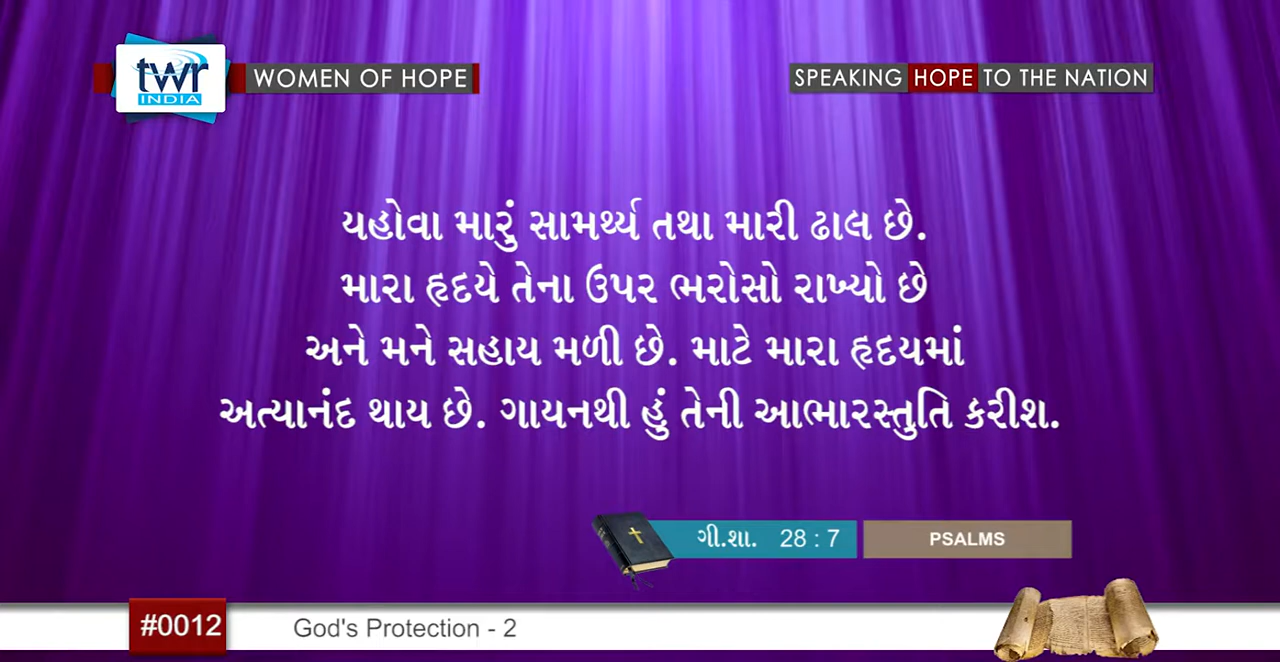 twr
INDIA
WOMEN OF HOPE
SPEAKING HOPE TO THE NATION
યહોવા મારું સામર્થ્ય તથા મારી ઢાલ છે.
મારા હૃદયે તેના ઉપર ભરોસો રાખ્યો છે
અને મને સહાય મળી છે. માટે મારા હૃદયમાં
અત્યાનંદ થાય છે. ગાયનથી હું તેની આભારસ્તુતિ કરીશ.
ગી.શા. 28 : 7
PSALMS
#0012
God's Protection - 2